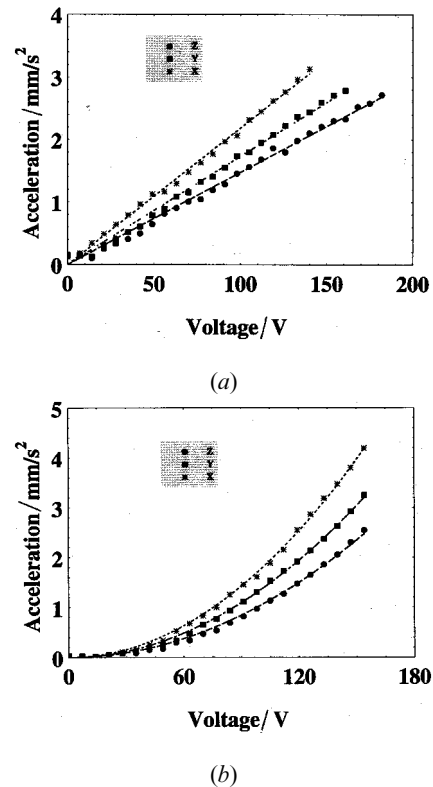 4
3
2
1
0
Acceleration/mm/s²
Z
Y
X
0 50 100 150 200
Voltage/V
(a)
5
4
3
2
1
0
Acceleration/mm/s²
Z
Y
X
0 60 120 180
Voltage/V
(b)